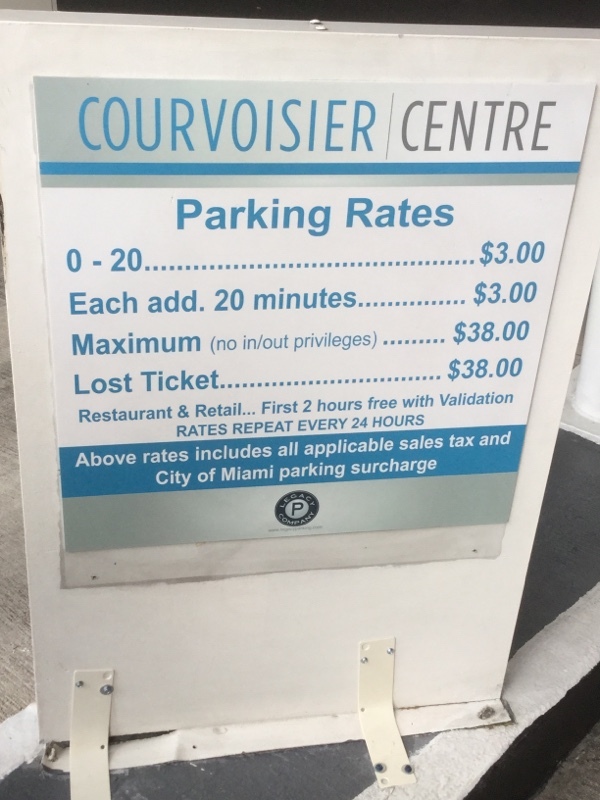 COURVOISIER | CENTRE
Parking Rates
0 - 20.......................................... $3.00
Each add. 20 minutes............... $3.00
Maximum (no in/out privileges) ......... $38.00
Lost Ticket................................ $38.00
Restaurant & Retail... First 2 hours free with Validation
RATES REPEAT EVERY 24 HOURS
Above rates includes all applicable sales tax and
City of Miami parking surcharge
LEGACY
P
COMPANY